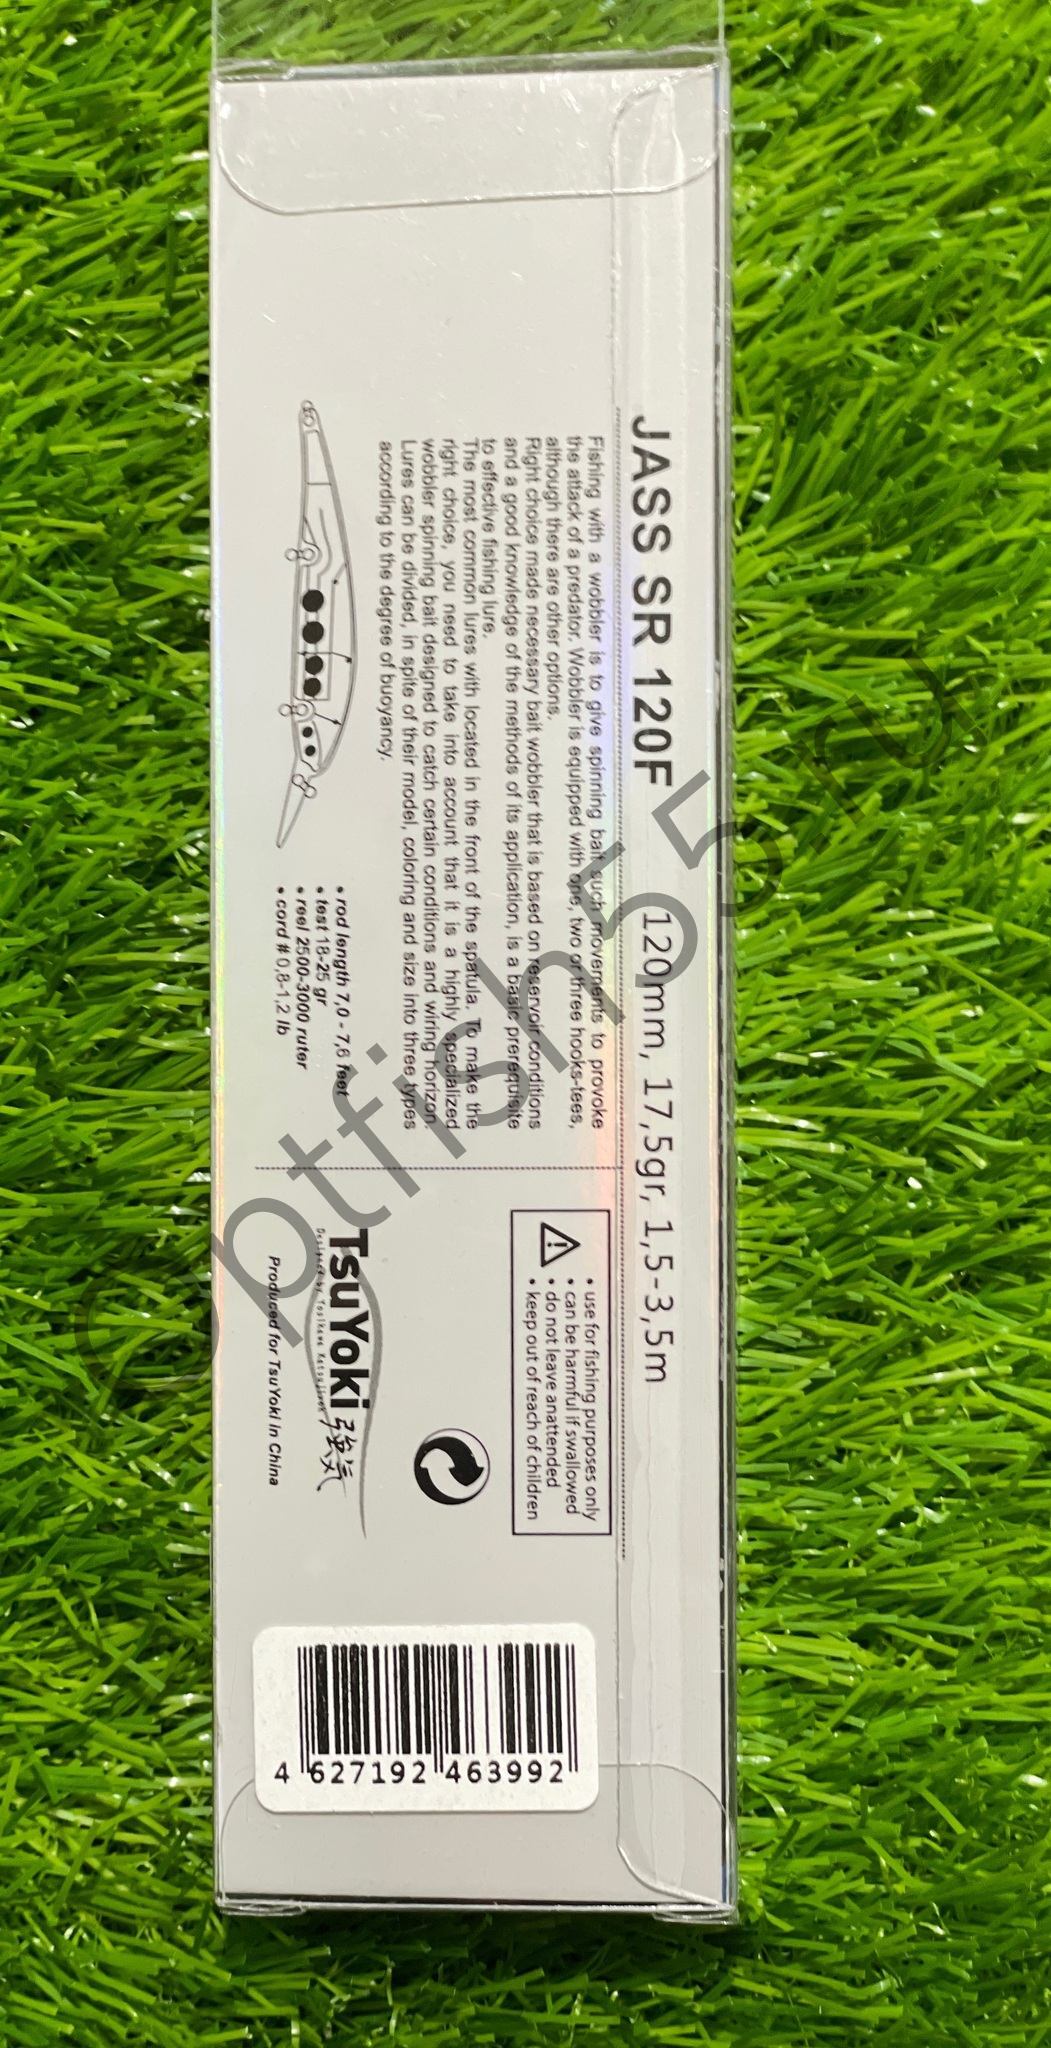 JASS SR 120F 120mm, 17,5gr, 1,5-3,5m
Fishing with a wobbler is to give spinning bait such movements to provoke
the attack of a predator. Wobbler is equipped with one, two or three hooks-tees,
although there are other options.
Right choice made necessary bait wobbler that is based on reservoir conditions
and a good knowledge of the methods of its application, is a basic prerequisite
to effective fishing lure.
The most common lures with located in the front of the spatula. To make the
right choice, you need to take into account that it is a highly specialized
wobbler spinning bait designed to catch certain conditions and wiring horizon.
Lures can be divided, in spite of their model, coloring and size into three types
according to the degree of buoyancy.
• rod length 7,0 - 7,6 feet
• test 18-25 gr
• reel 2500-3000 ruter
• cord # 0,8-1,2 lb
• use for fishing purposes only
• can be harmful if swallowed
• do not leave anattended
• keep out of reach of children
TsuYoki 強気
Designed by
Produced for TsuYoki in China
4 627192 463992
optfish55.ru